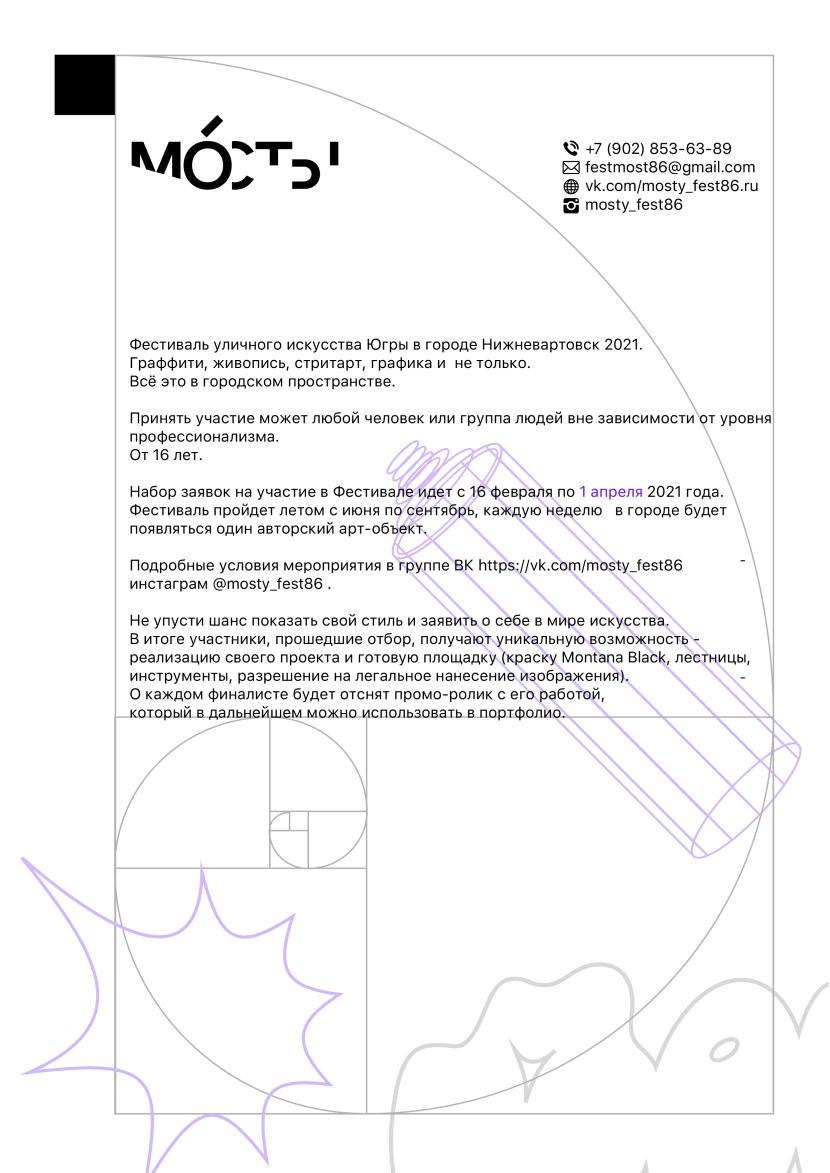 МО́СТЫ
+7 (902) 853-63-89
festmost86@gmail.com
vk.com/mosty_fest86.ru
mosty_fest86
Фестиваль уличного искусства Югры в городе Нижневартовск 2021.
Граффити, живопись, стритарт, графика и  не только.
Всё это в городском пространстве.
Принять участие может любой человек или группа людей вне зависимости от уровня
профессионализма.
От 16 лет.
Набор заявок на участие в Фестивале идет с 16 февраля по 1 апреля 2021 года.
Фестиваль пройдет летом с июня по сентябрь, каждую неделю   в городе будет
появляться один авторский арт-объект.
-
Подробные условия мероприятия в группе ВК https://vk.com/mosty_fest86
инстаграм @mosty_fest86 .
Не упусти шанс показать свой стиль и заявить о себе в мире искусства.
В итоге участники, прошедшие отбор, получают уникальную возможность -
реализацию своего проекта и готовую площадку (краску Montana Black, лестницы,
инструменты, разрешение на легальное нанесение изображения).
-
О каждом финалисте будет отснят промо-ролик с его работой,
который в дальнейшем можно использовать в портфолио.